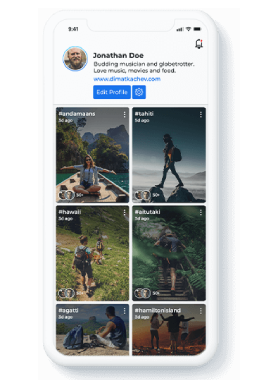 9:41
Jonathan Doe
Budding musician and globetrotter.
Love music, movies and food.
www.dimatkachev.com
Edit Profile
#andamaans
5d ago
50+
#tahiti
5d ago
50+
#hawaii
5d ago
50+
#aitutaki
5d ago
50+
#agatti
5d ago
#hamiltonisland
5d ago